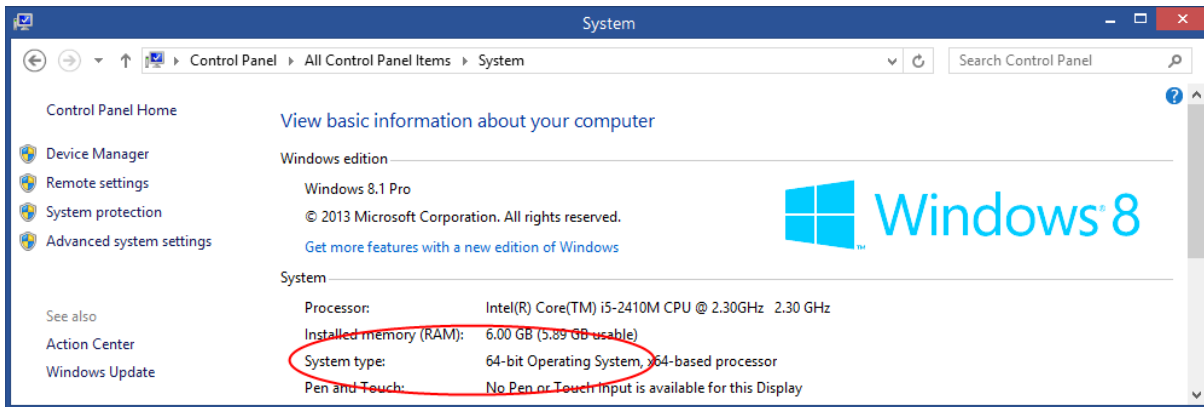 System
Control Panel All Control Panel Items System
Search Control Panel
Control Panel Home
Device Manager
Remote settings
System protection
Advanced system settings
See also
Action Center
Windows Update
View basic information about your computer
Windows edition
Windows 8.1 Pro
© 2013 Microsoft Corporation. All rights reserved.
Get more features with a new edition of Windows
Windows® 8
TM
System
Processor: Intel(R) Core(TM) i5-2410M CPU @ 2.30GHz 2.30 GHz
Installed memory (RAM): 6.00 GB (5.89 GB usable)
System type: 64-bit Operating System, x64-based processor
Pen and Touch: No Pen or Touch Input is available for this Display